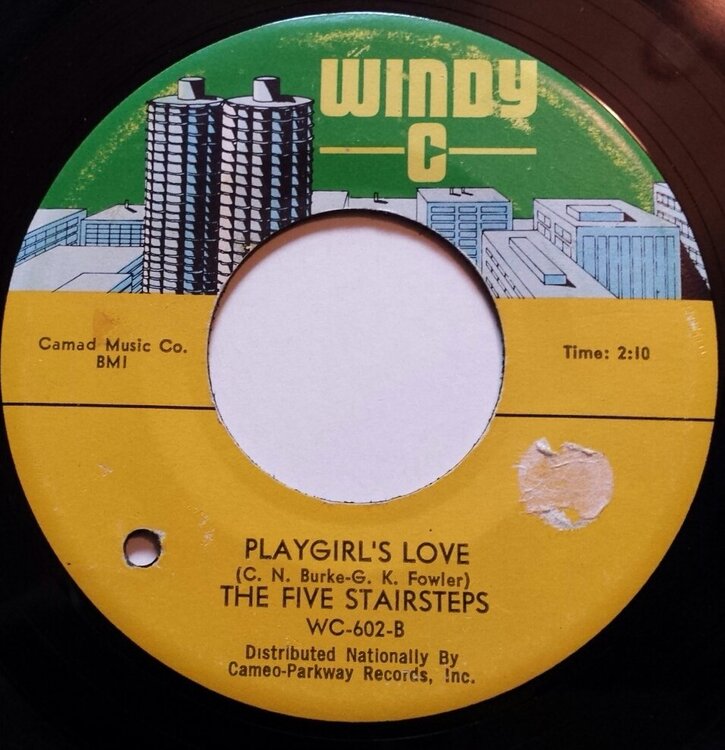 WINDY
C
Camad Music Co.
BMI
Time: 2:10
PLAYGIRL'S LOVE
(C. N. Burke-G. K. Fowler)
THE FIVE STAIRSTEPS
WC-602-B
Distributed Nationally By
Cameo-Parkway Records, Inc.